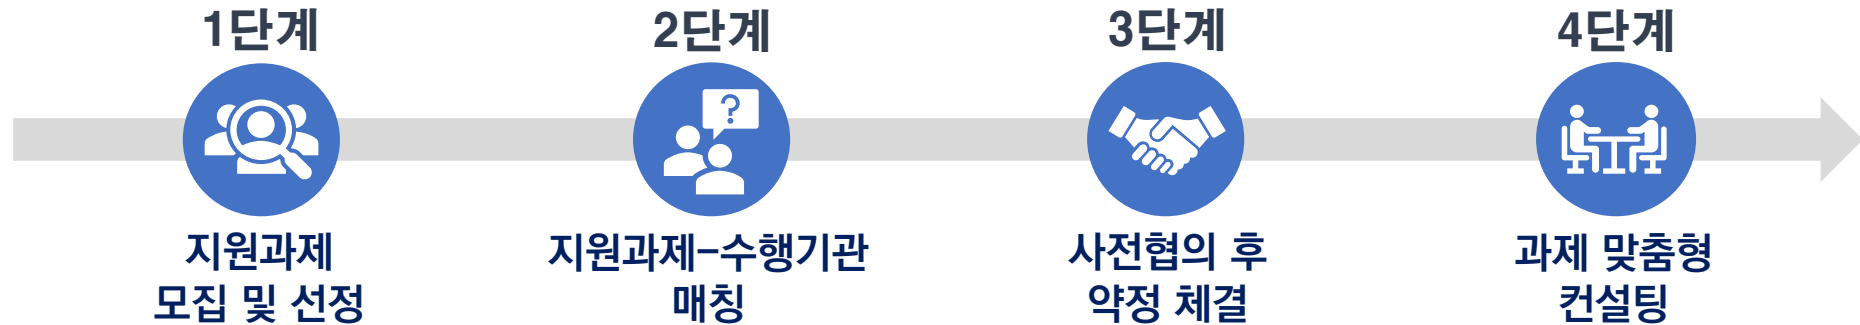 1단계
2단계
3단계
4단계
?
지원과제
모집 및 선정
지원과제-수행기관
매칭
사전협의 후
약정 체결
과제 맞춤형
컨설팅